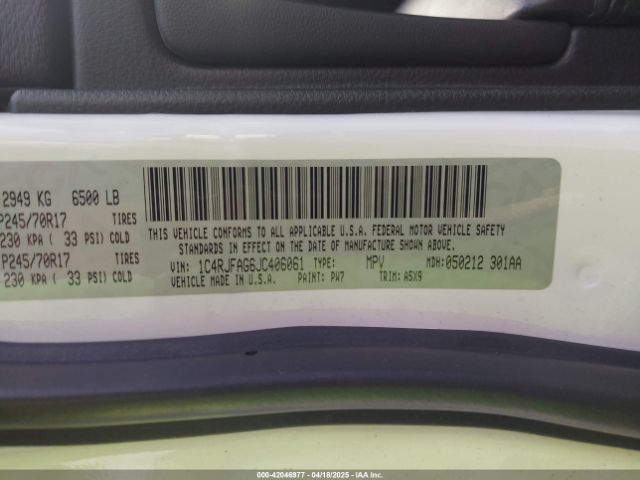 2949 KG 6500 LB
P245/70R17 TIRES
230 KPA ( 33 PSI) COLD
P245/70R17 TIRES
230 KPA ( 33 PSI) COLD
THIS VEHICLE CONFORMS TO ALL APPLICABLE U.S.A. FEDERAL MOTOR VEHICLE SAFETY
STANDARDS IN EFFECT ON THE DATE OF MANUFACTURE SHOWN ABOVE.
VIN: 1C4RJFAG6JC406061 TYPE: MPV MDH: 050212 301AA
VEHICLE MADE IN U.S.A. PAINT: PW7 TRIM: A5X9
000-42046977 - 04/18/2025 - IAAI.com